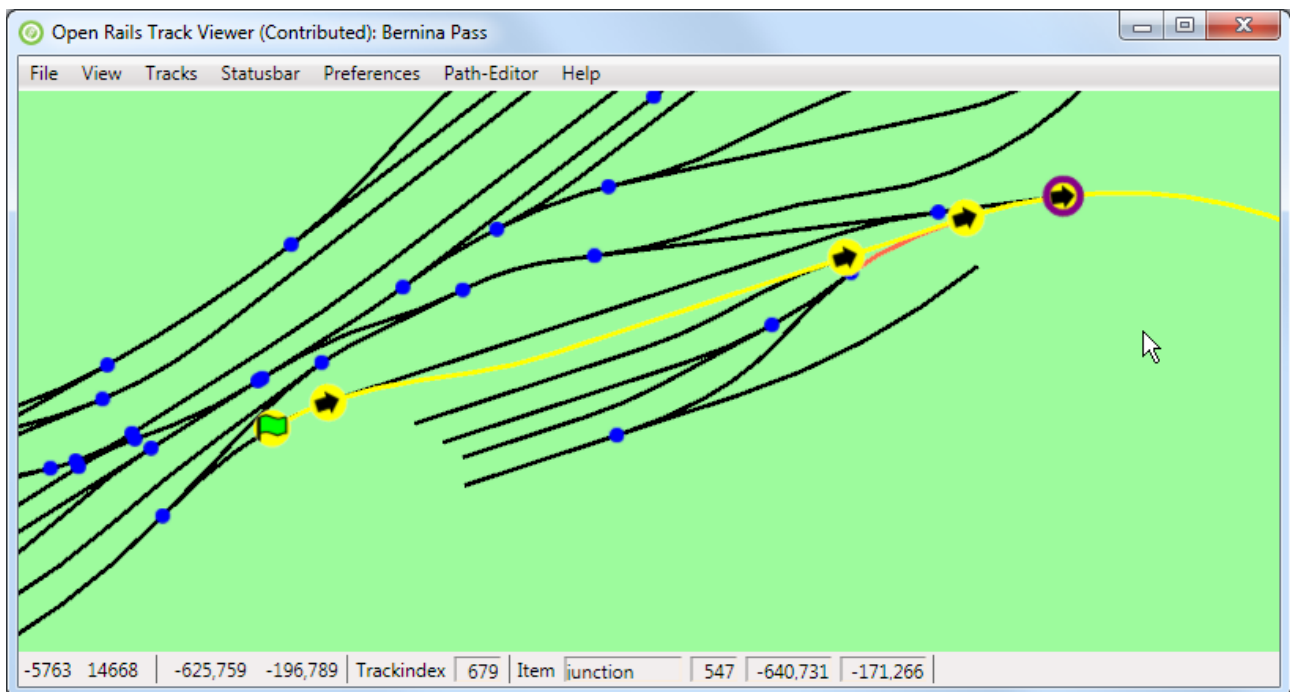 Open Rails Track Viewer (Contributed): Bernina Pass
File View Tracks Statusbar Preferences Path-Editor Help
-5763 14668 -625,759 -196,789 Trackindex 679 Item junction 547 -640,731 -171,266